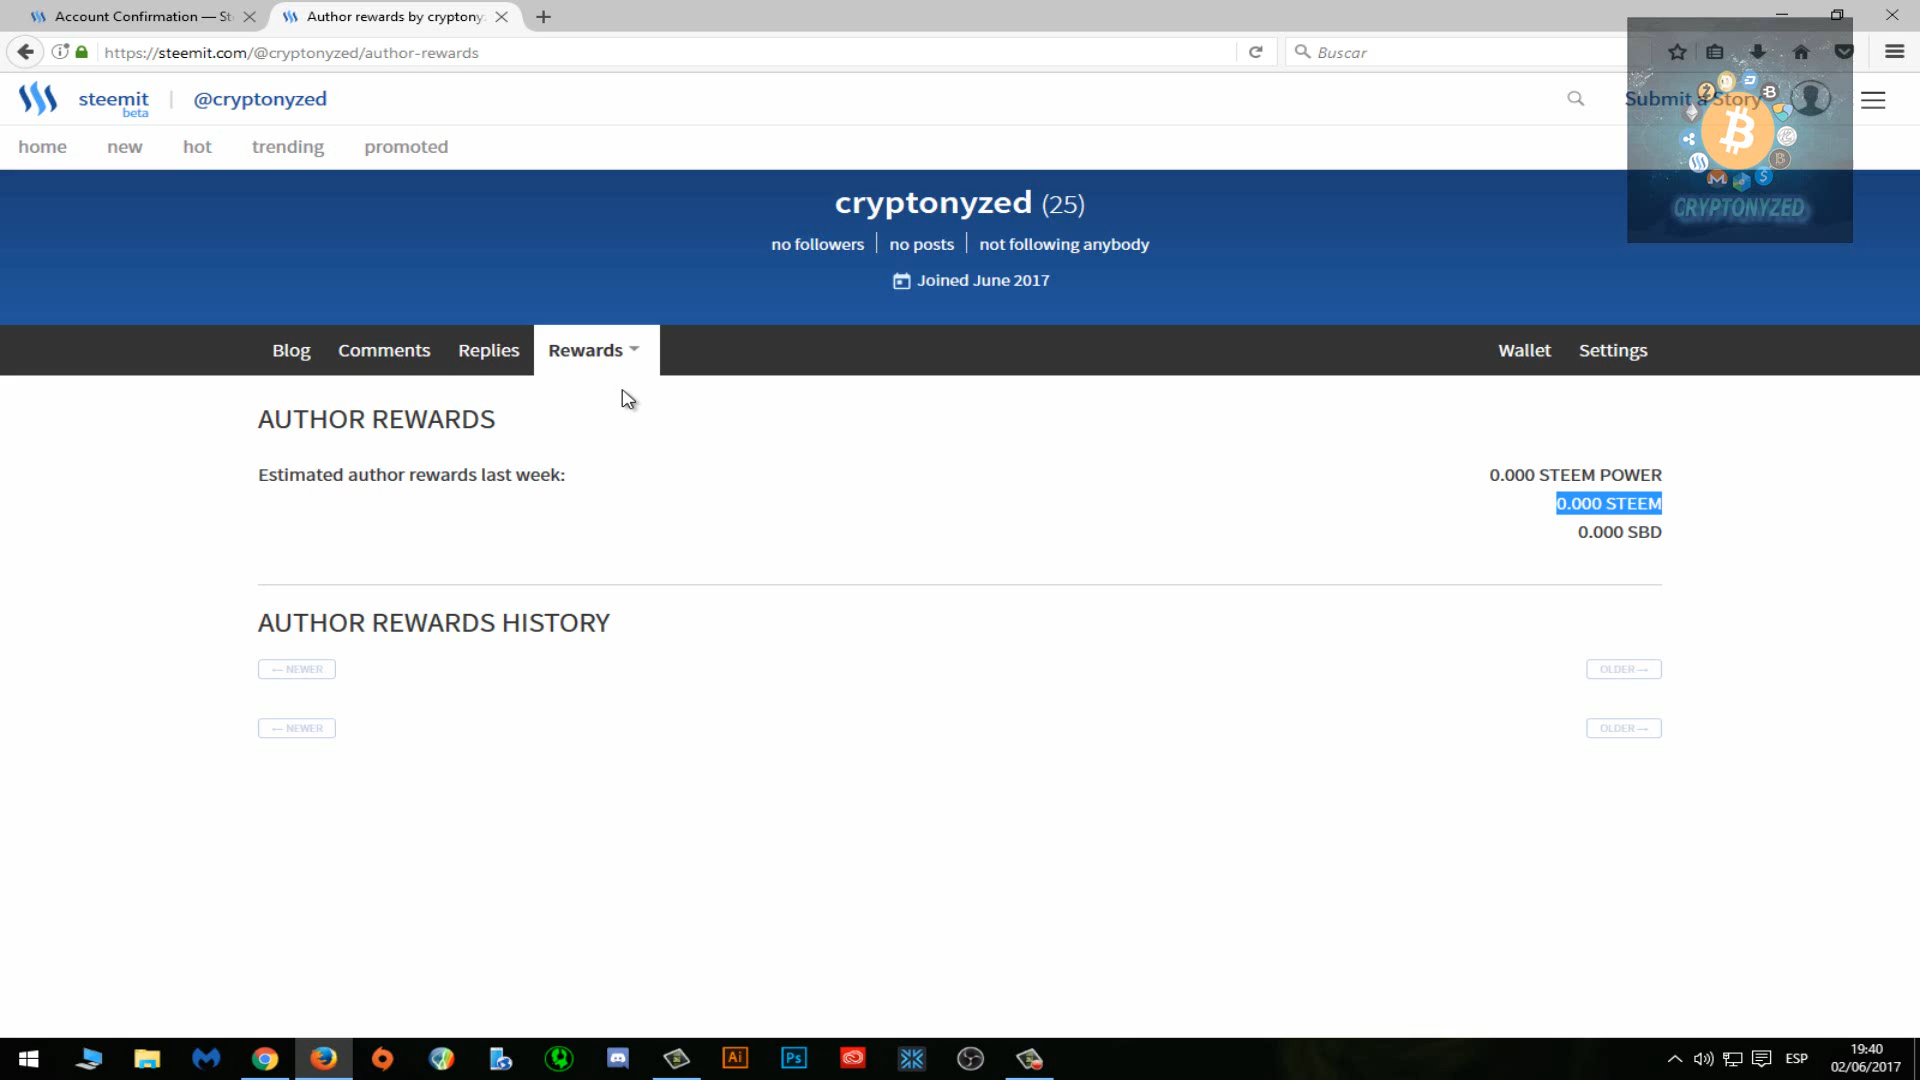 Account Confirmation — St
Author rewards by cryptony
https://steemit.com/@cryptonyzed/author-rewards
Buscar
steemit
beta
@cryptonyzed
Submit a Story
home
new
hot
trending
promoted
CRYPTONYZED
cryptonyzed (25)
no followers
no posts
not following anybody
Joined June 2017
Blog
Comments
Replies
Rewards
Wallet
Settings
AUTHOR REWARDS
Estimated author rewards last week:
0.000 STEEM POWER
0.000 STEEM
0.000 SBD
AUTHOR REWARDS HISTORY
← NEWER
OLDER →
← NEWER
OLDER →
Ai
Ps
ESP
19:40
02/06/2017